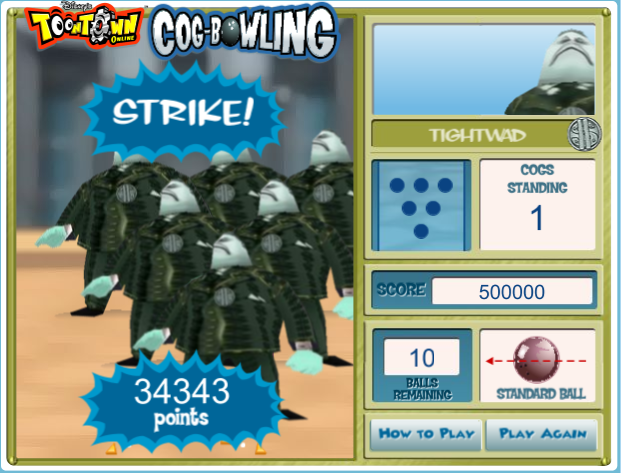 Disney's
TOONTOWN
ONLINE
COG-BOWLING
STRIKE!
34343
points
TIGHTWAD
COGS
STANDING
1
SCORE
500000
10
BALLS
REMAINING
STANDARD BALL
HOW TO PLAY
PLAY AGAIN